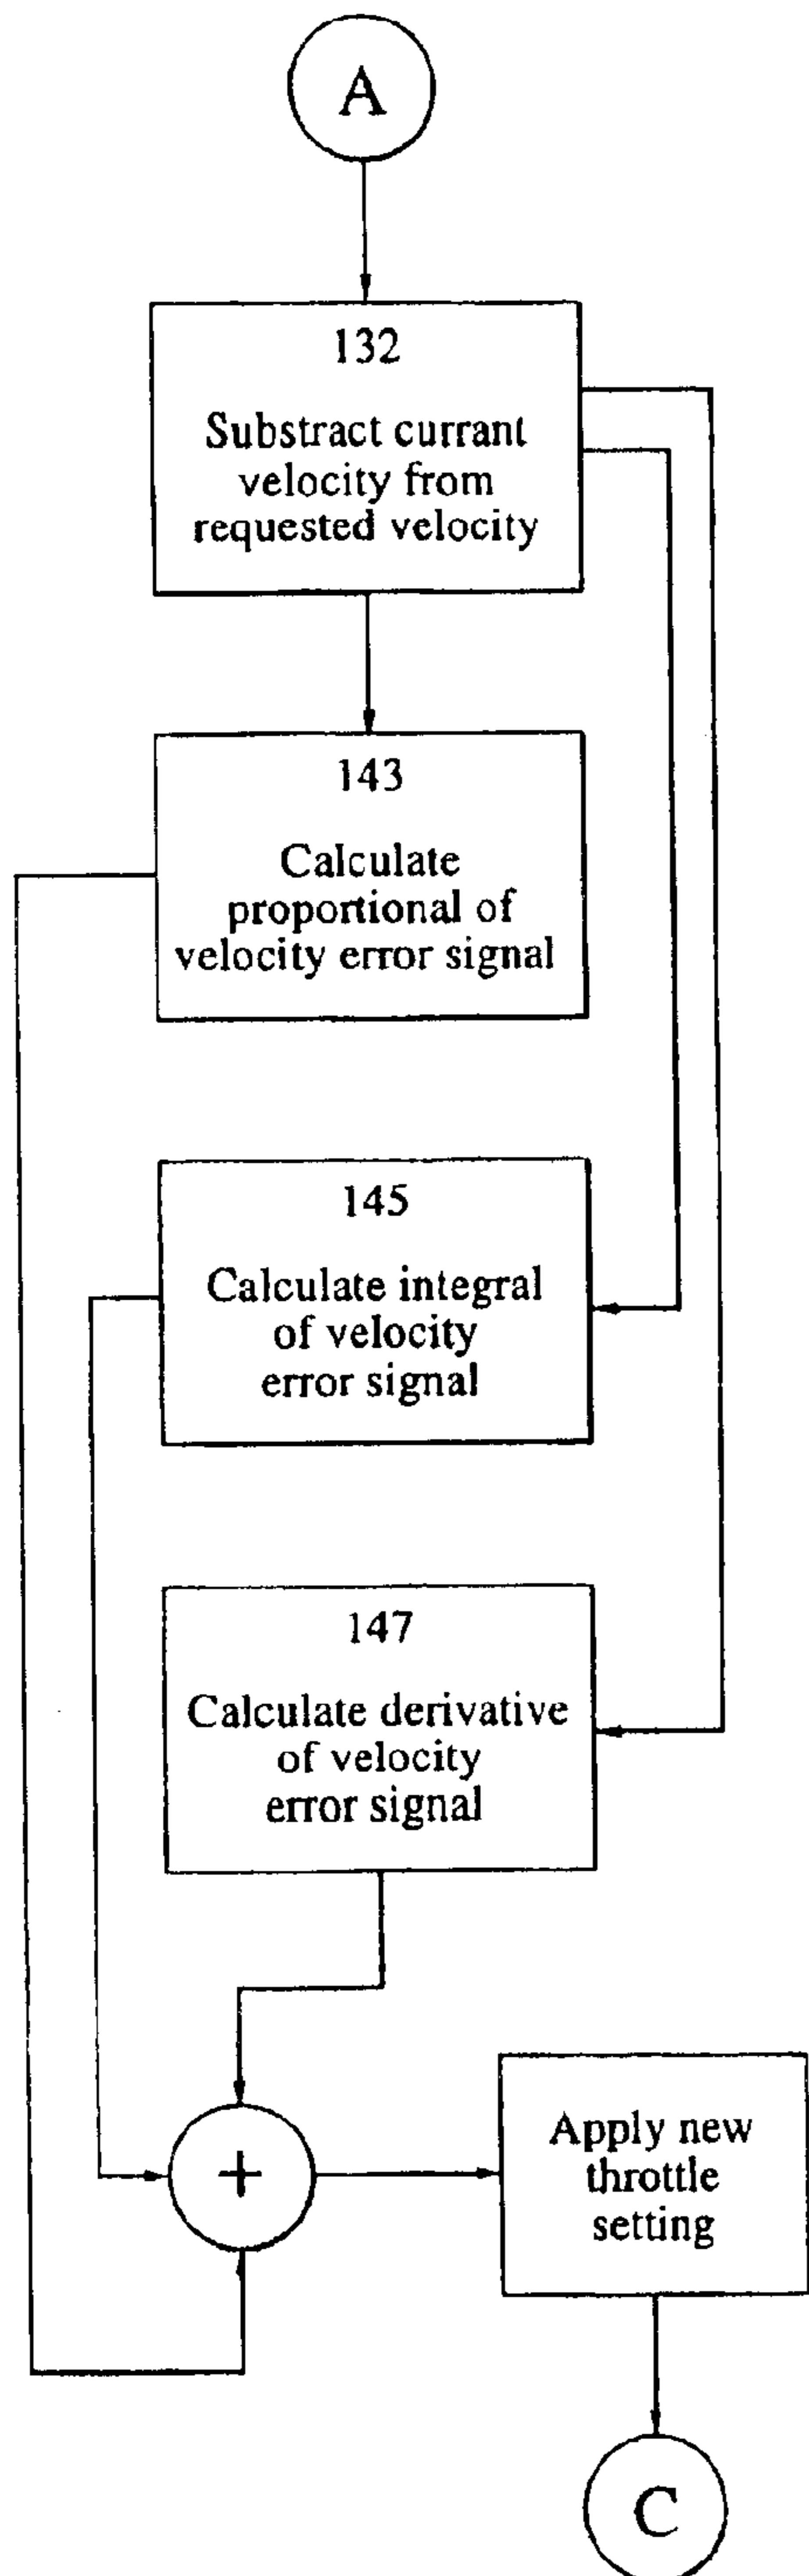 A
132
Substract currant
velocity from
requested velocity
143
Calculate
proportional of
velocity error signal
145
Calculate integral
of velocity
error signal
147
Calculate derivative
of velocity
error signal
+
Apply new
throttle
setting
C